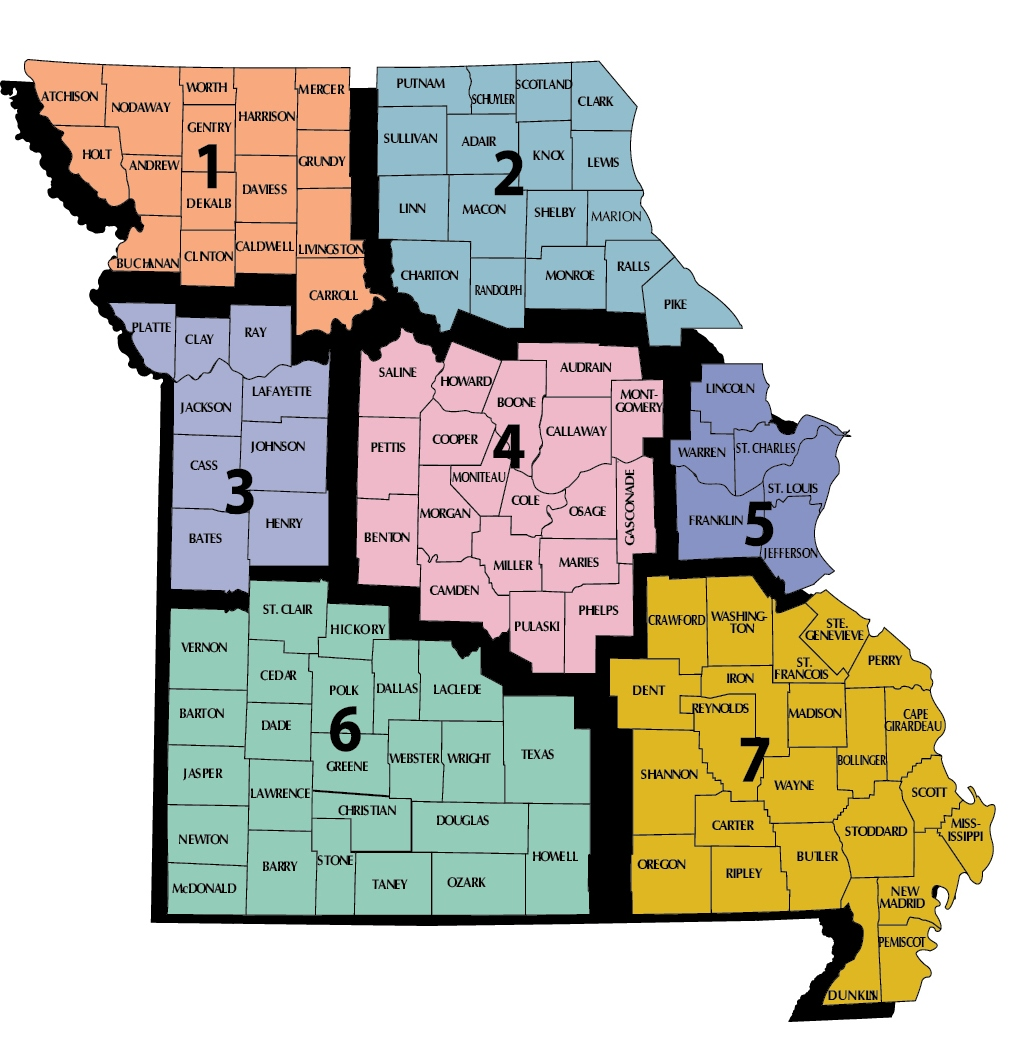 ATCHISON
NODAWAY
WORTH
HARRISON
MERCER
GENTRY
HOLT
ANDREW
1
GRUNDY
DEKALB
DAVIESS
BUCHANAN
CLINTON
CALDWELL
LIVINGSTON
CARROLL
PUTNAM
SCHUYLER
SCOTLAND
CLARK
SULLIVAN
ADAIR
KNOX
LEWIS
2
LINN
MACON
SHELBY
MARION
CHARITON
RANDOLPH
MONROE
RALLS
PIKE
PLATTE
CLAY
RAY
JACKSON
LAFAYETTE
CASS
JOHNSON
3
BATES
HENRY
SALINE
HOWARD
BOONE
AUDRAIN
MONT-
GOMERY
PETTIS
COOPER
4
CALLAWAY
MONITEAU
COLE
OSAGE
GASCONADE
MORGAN
BENTON
MILLER
MARIES
CAMDEN
PULASKI
PHELPS
LINCOLN
WARREN
ST. CHARLES
ST. LOUIS
FRANKLIN
5
JEFFERSON
ST. CLAIR
HICKORY
VERNON
CEDAR
POLK
DALLAS
LACLEDE
BARTON
DADE
6
GREENE
WEBSTER
WRIGHT
TEXAS
JASPER
LAWRENCE
CHRISTIAN
DOUGLAS
NEWTON
BARRY
STONE
TANEY
OZARK
HOWELL
McDONALD
CRAWFORD
WASHING-
TON
STE.
GENEVIEVE
ST.
FRANCOIS
PERRY
DENT
IRON
REYNOLDS
MADISON
CAPE
GIRARDEAU
SHANNON
7
WAYNE
BOLLINGER
SCOTT
MISS-
ISSIPPI
CARTER
STODDARD
OREGON
RIPLEY
BUTLER
NEW
MADRID
PEMISCOT
DUNKLIN